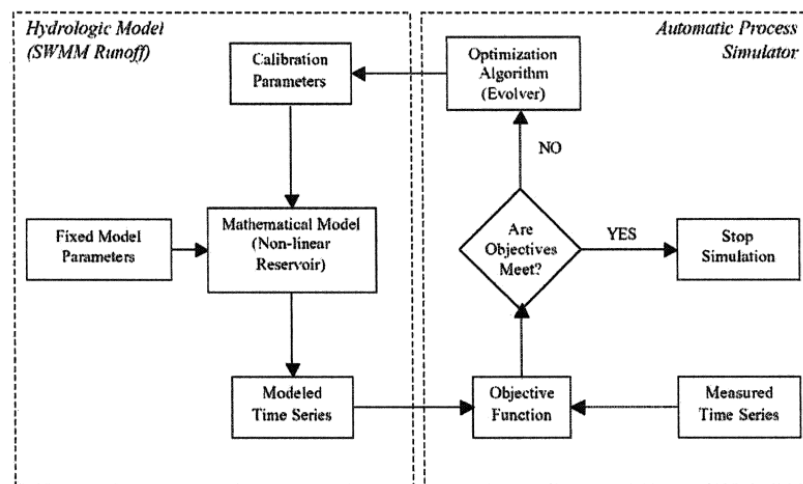 Hydrologic Model
(SWMM Runoff)
Automatic Process
Simulator
Calibration
Parameters
Optimization
Algorithm
(Evolver)
NO
Fixed Model
Parameters
Mathematical Model
(Non-linear
Reservoir)
Are
Objectives
Meet?
YES
Stop
Simulation
Modeled
Time Series
Objective
Function
Measured
Time Series